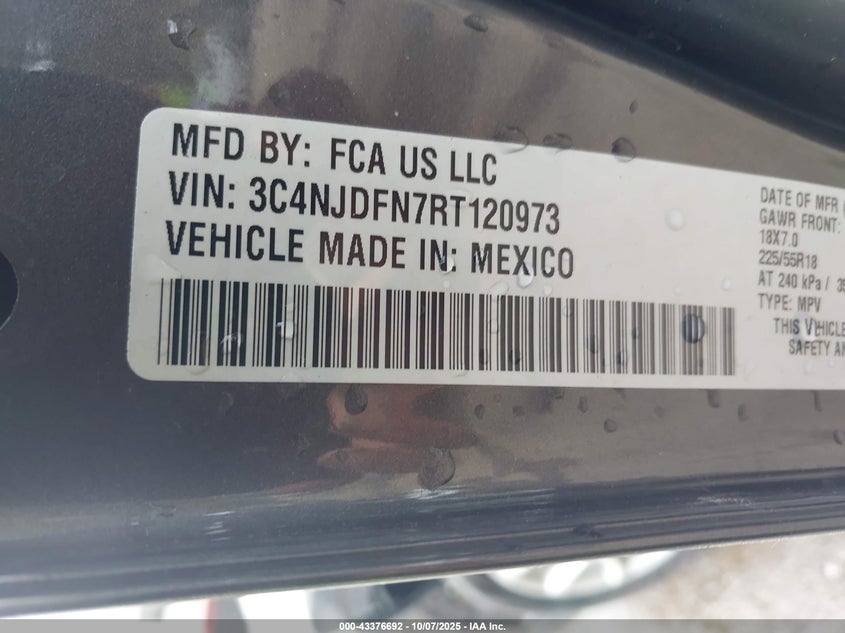 MFD BY: FCA US LLC
VIN: 3C4NJDFN7RT120973
VEHICLE MADE IN: MEXICO
DATE OF MFR
GAWR FRONT:
18X7.0
225/55R18
AT 240 kPa /
TYPE: MPV
THIS VEHICLE
SAFETY
000-43376692 - 10/07/2025 - IAA Inc.